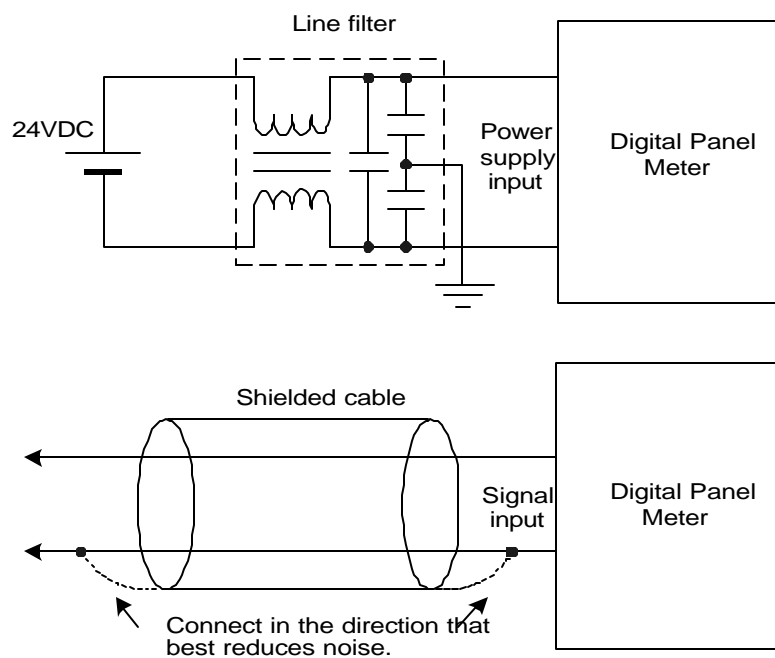 Line filter
24VDC
Power
supply
input
Digital Panel
Meter
Shielded cable
Signal
input
Digital Panel
Meter
Connect in the direction that
best reduces noise.